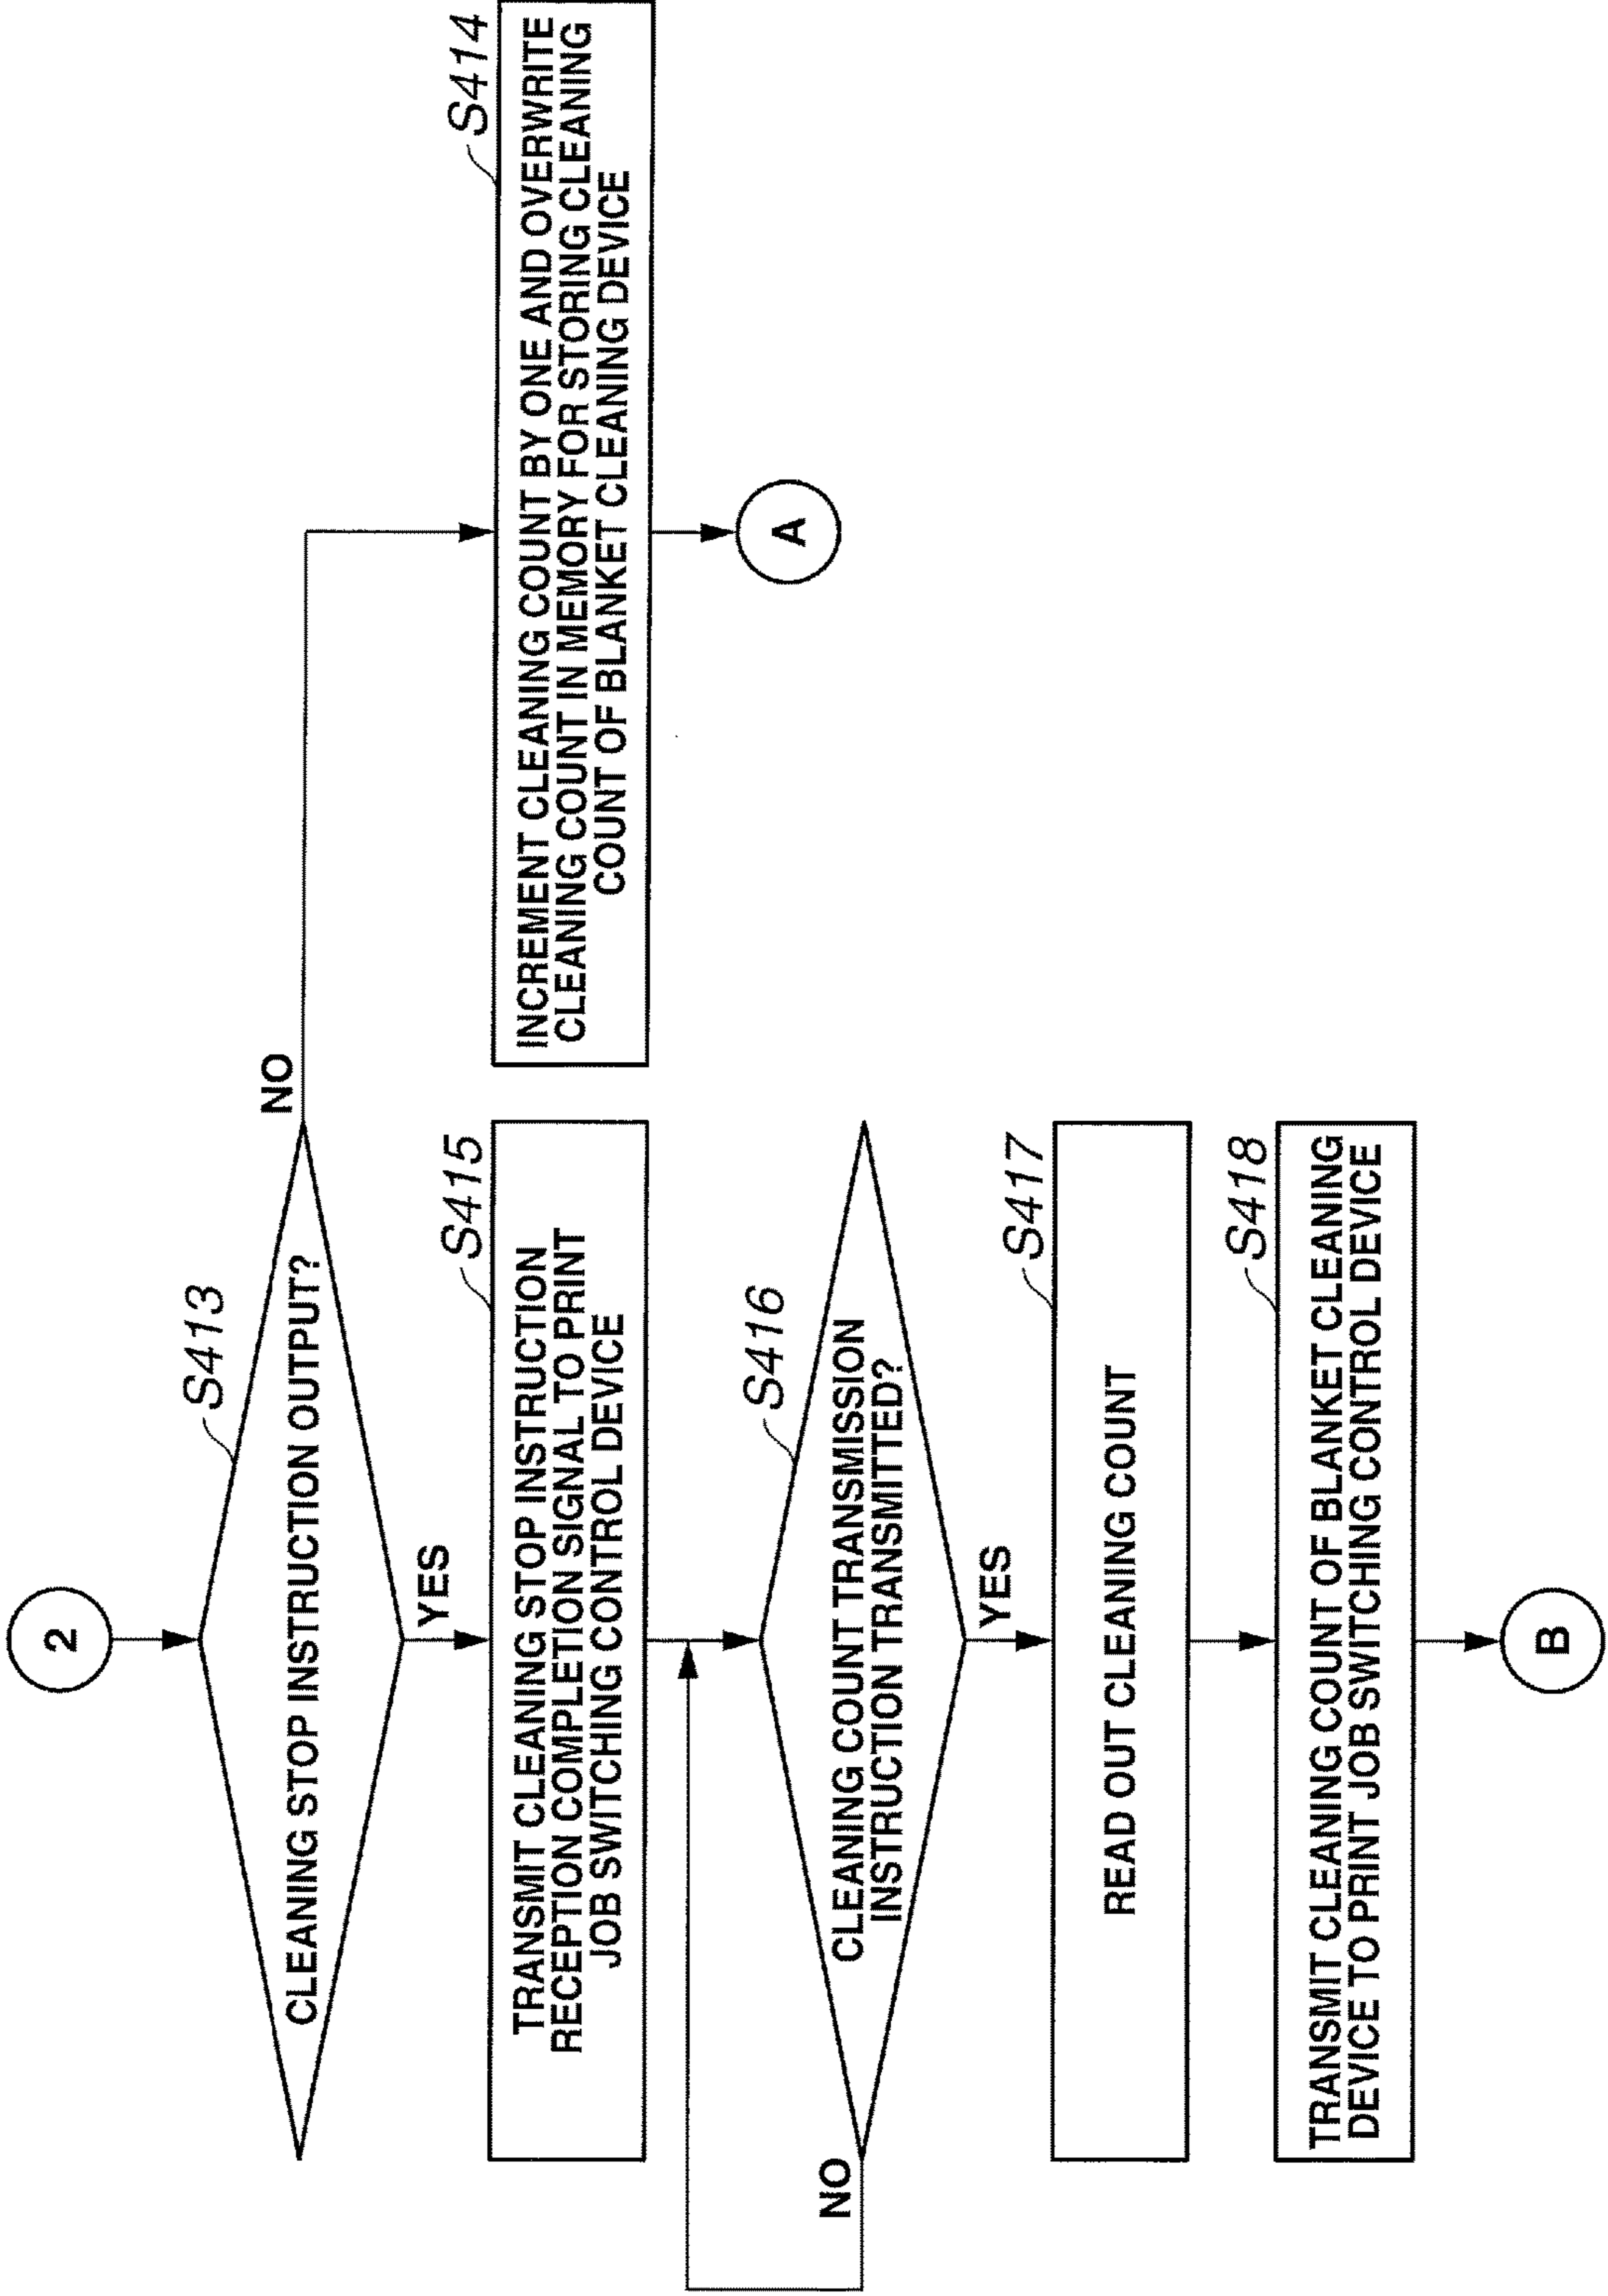 2
S413
CLEANING STOP INSTRUCTION OUTPUT?
NO
YES
S414
INCREMENT CLEANING COUNT BY ONE AND OVERWRITE
CLEANING COUNT IN MEMORY FOR STORING CLEANING
COUNT OF BLANKET CLEANING DEVICE
A
S415
TRANSMIT CLEANING STOP INSTRUCTION
RECEPTION COMPLETION SIGNAL TO PRINT
JOB SWITCHING CONTROL DEVICE
S416
CLEANING COUNT TRANSMISSION
INSTRUCTION TRANSMITTED?
NO
YES
S417
READ OUT CLEANING COUNT
S418
TRANSMIT CLEANING COUNT OF BLANKET CLEANING
DEVICE TO PRINT JOB SWITCHING CONTROL DEVICE
B